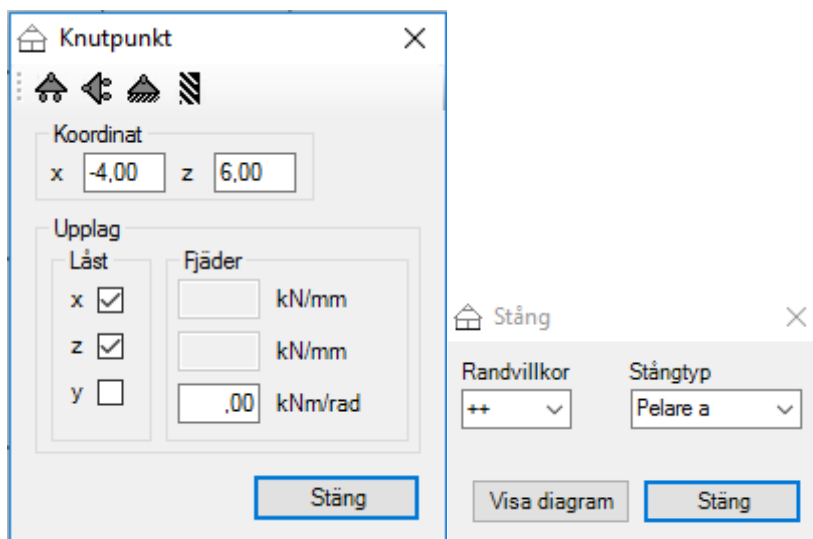 Knutpunkt
Koordinat
x -4,00 z 6,00
Upplag
Låst Fjäder
x kN/mm
z kN/mm
y ,00 kNm/rad
Stäng
Stång
Randvillkor Stångtyp
++ Pelare a
Visa diagram Stäng